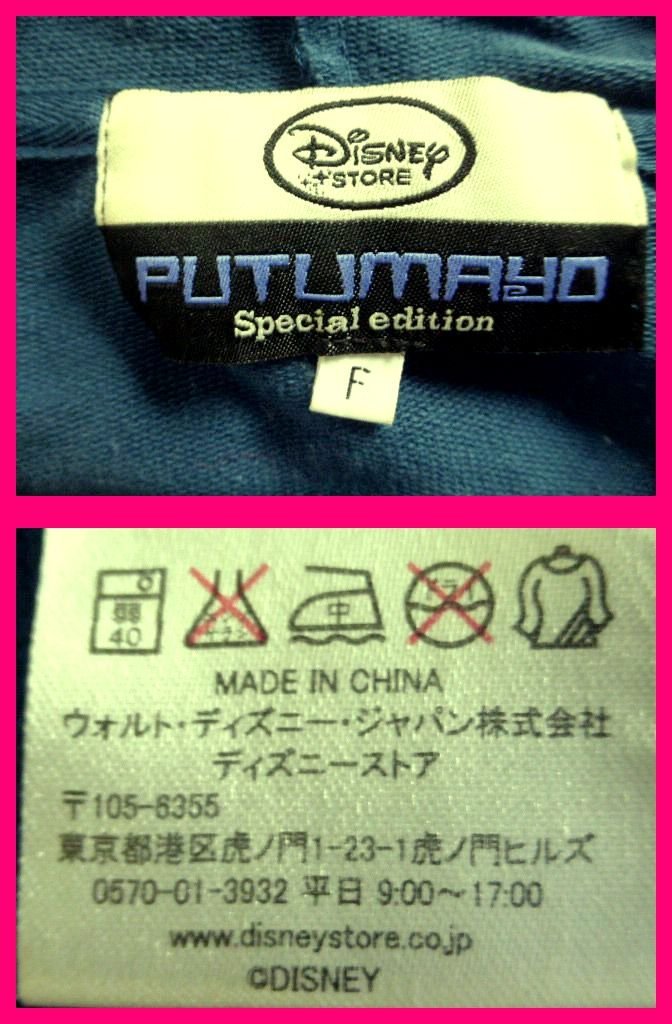 Disney
STORE
PUTUMAYO
Special edition
F
弱
40
中
MADE IN CHINA
ウォルト・ディズニー・ジャパン株式会社
ディズニーストア
〒105-6355
東京都港区虎ノ門1-23-1虎ノ門ヒルズ
0570-01-3932 平日 9:00～17:00
www.disneystore.co.jp
©DISNEY